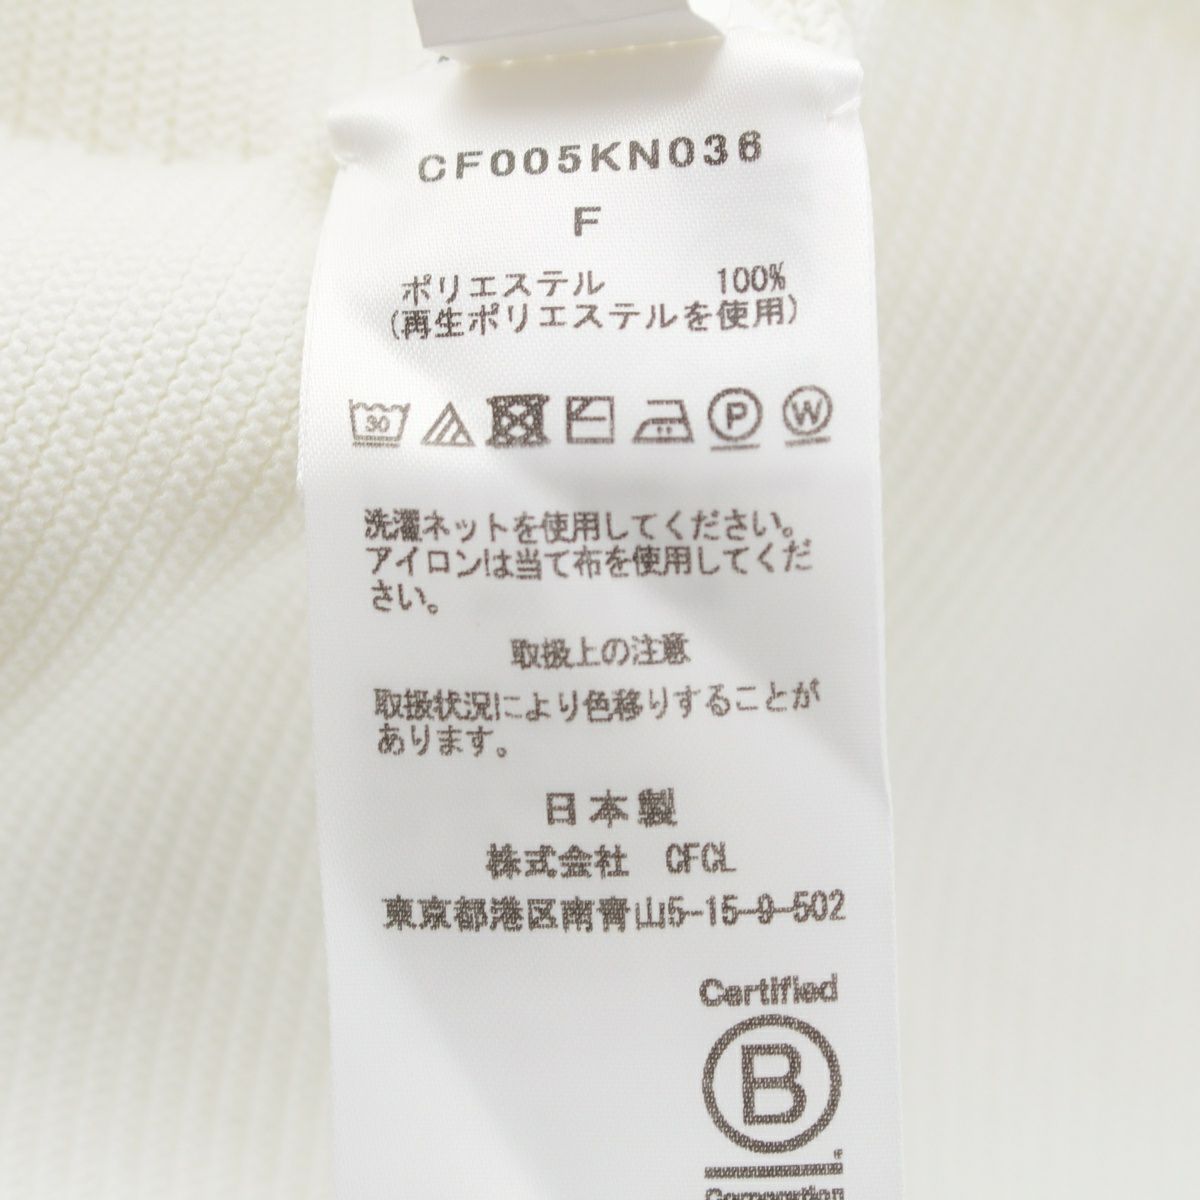 CF005KN036
F
ポリエステル 100%
(再生ポリエステルを使用)
30 P W
洗濯ネットを使用してください。
アイロンは当て布を使用してくだ
さい。
取扱上の注意
取扱状況により色移りすることが
あります。
日本製
株式会社 CFCL
東京都港区南青山5-15-9-502
Certified
B
Corporation